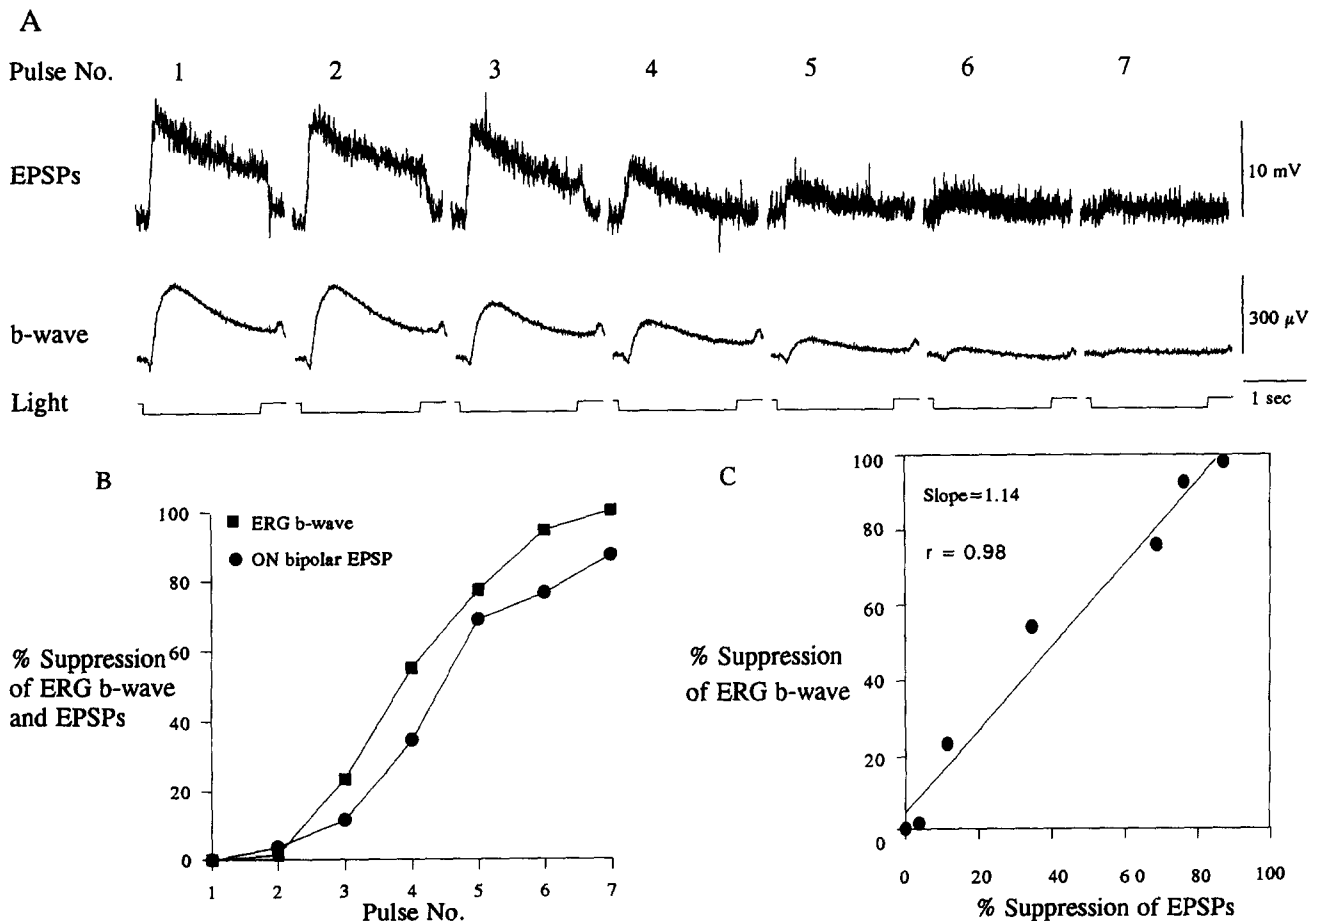 A
Pulse No. 1 2 3 4 5 6 7
EPSPs
10 mV
b-wave
300 μV
Light
1 sec
B
100
80
60
40
20
0
ERG b-wave
ON bipolar EPSP
% Suppression
of ERG b-wave
and EPSPs
1 2 3 4 5 6 7
Pulse No.
C
100
80
60
40
20
0
Slope=1.14
r = 0.98
% Suppression
of ERG b-wave
0 20 40 60 80 100
% Suppression of EPSPs